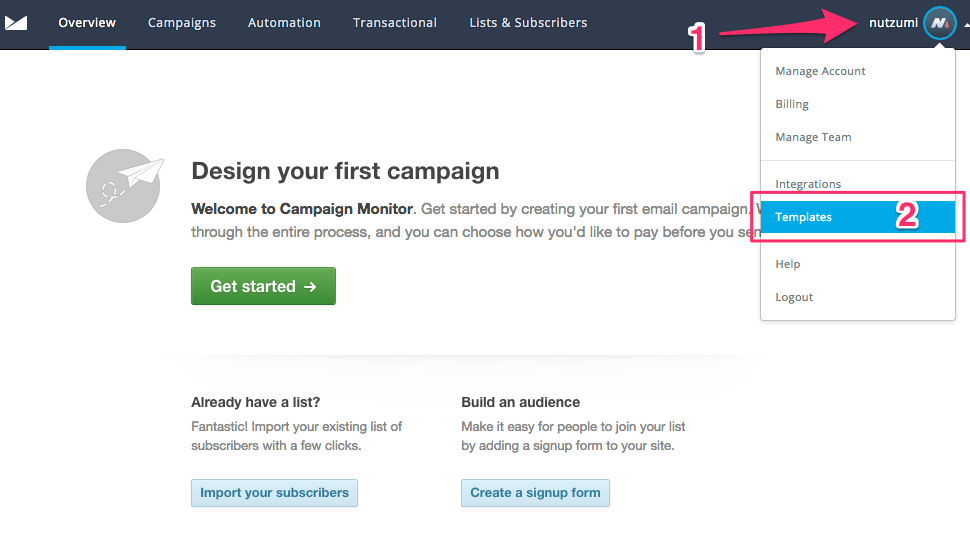 Overview
Campaigns
Automation
Transactional
Lists & Subscribers
1
nutzumi
Manage Account
Billing
Manage Team
Integrations
Templates
2
Help
Logout
Design your first campaign
Welcome to Campaign Monitor. Get started by creating your first email campaign.
through the entire process, and you can choose how you'd like to pay before you
Get started →
Already have a list?
Fantastic! Import your existing list of
subscribers with a few clicks.
Import your subscribers
Build an audience
Make it easy for people to join your list
by adding a signup form to your site.
Create a signup form